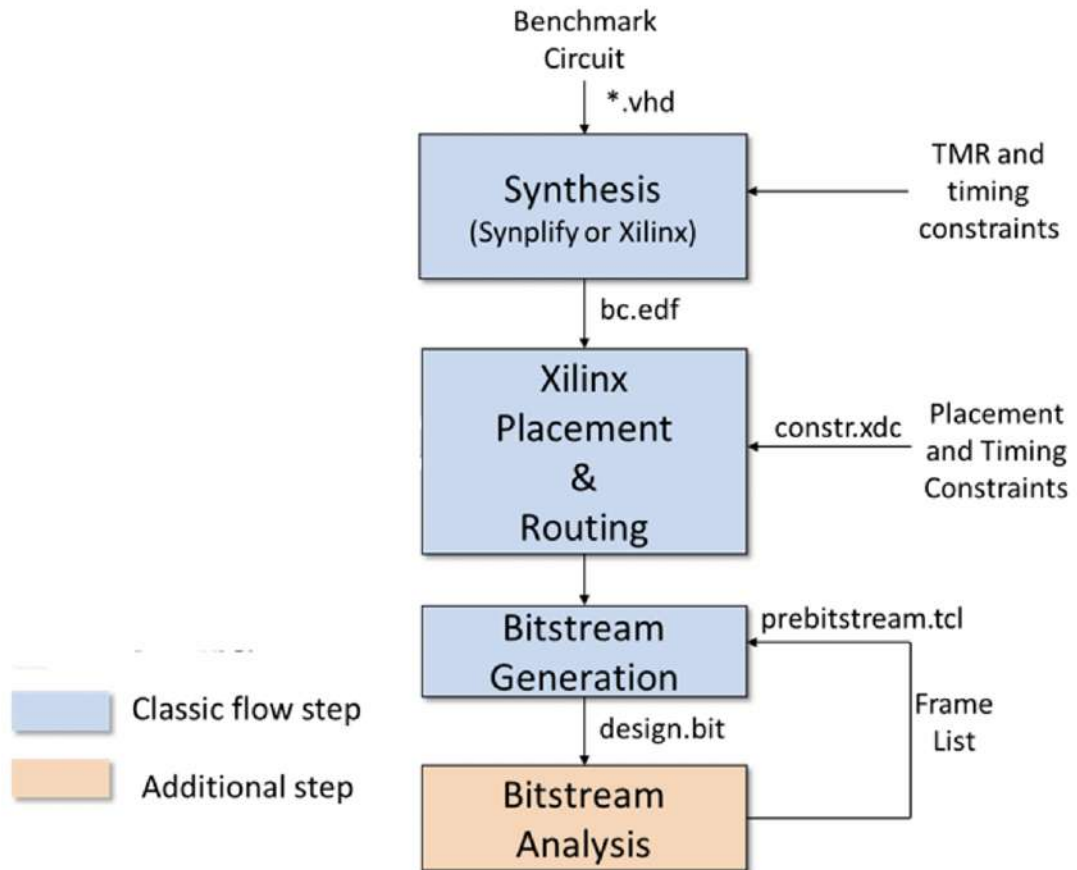 Benchmark
Circuit
*.vhd
Synthesis
(Synplify or Xilinx)
TMR and
timing
constraints
bc.edf
Xilinx
Placement
&
Routing
constr.xdc
Placement
and Timing
Constraints
Bitstream
Generation
prebitstream.tcl
Frame
List
design.bit
Bitstream
Analysis
Classic flow step
Additional step